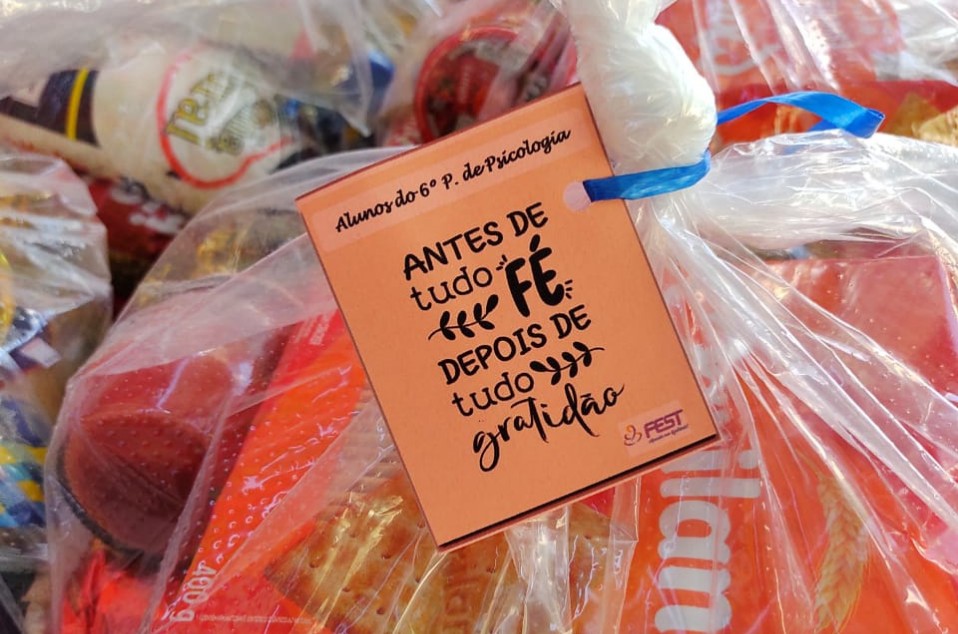 Alunos do 6º P. de Psicologia
ANTES DE
tudo FÉ
DEPOIS DE
tudo
gratidão
FEST
400 g